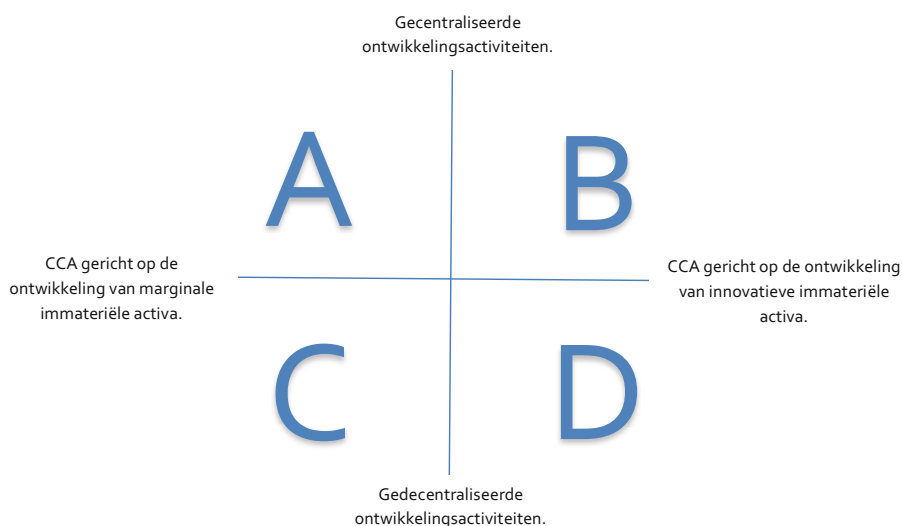 Gecentraliseerde
ontwikkelingsactiviteiten.
A
B
CCA gericht op de
ontwikkeling van marginale
immateriële activa.
CCA gericht op de ontwikkeling
van innovatieve immateriële
activa.
C
D
Gedecentraliseerde
ontwikkelingsactiviteiten.